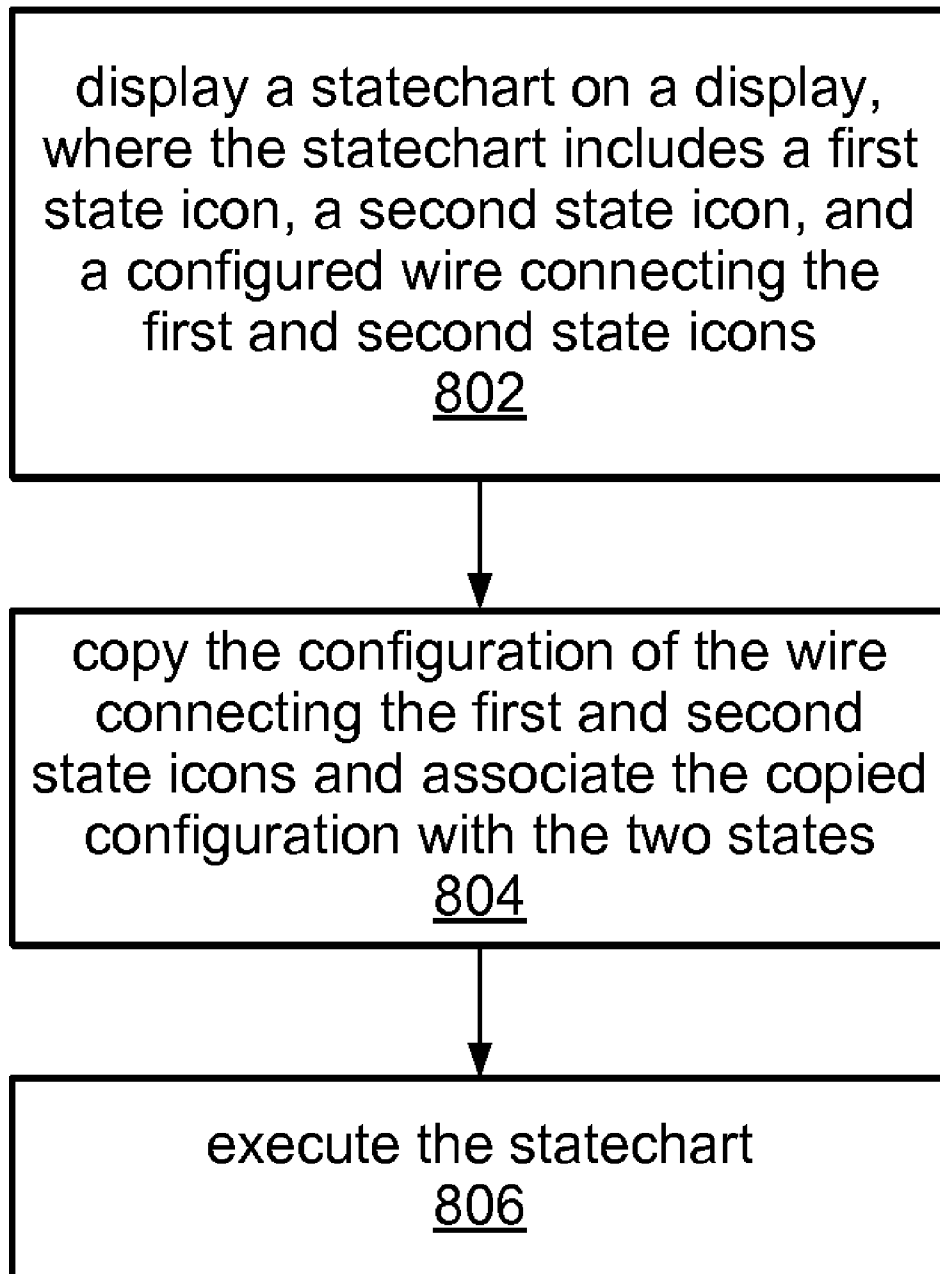 display a statechart on a display,
where the statechart includes a first
state icon, a second state icon, and
a configured wire connecting the
first and second state icons
802
copy the configuration of the wire
connecting the first and second
state icons and associate the copied
configuration with the two states
804
execute the statechart
806